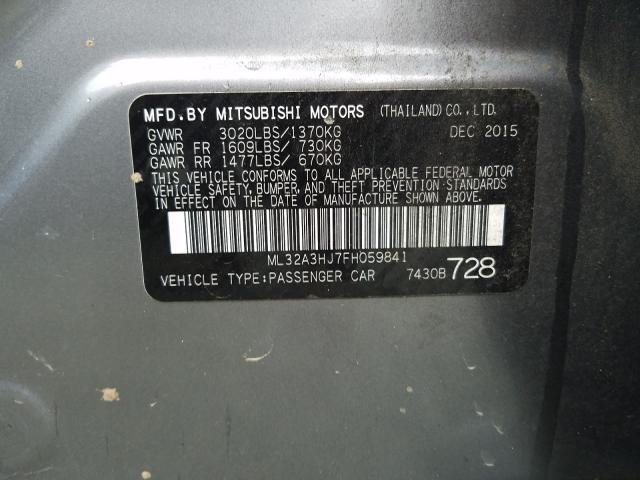 MFD.BY MITSUBISHI MOTORS (THAILAND) CO., LTD.
GVWR 3020LBS/1370KG DEC 2015
GAWR FR 1609LBS/ 730KG
GAWR RR 1477LBS/ 670KG
THIS VEHICLE CONFORMS TO ALL APPLICABLE FEDERAL MOTOR
VEHICLE SAFETY, BUMPER, AND THEFT PREVENTION STANDARDS
IN EFFECT ON THE DATE OF MANUFACTURE SHOWN ABOVE.
ML32A3HJ7FH059841
VEHICLE TYPE:PASSENGER CAR 7430B 728